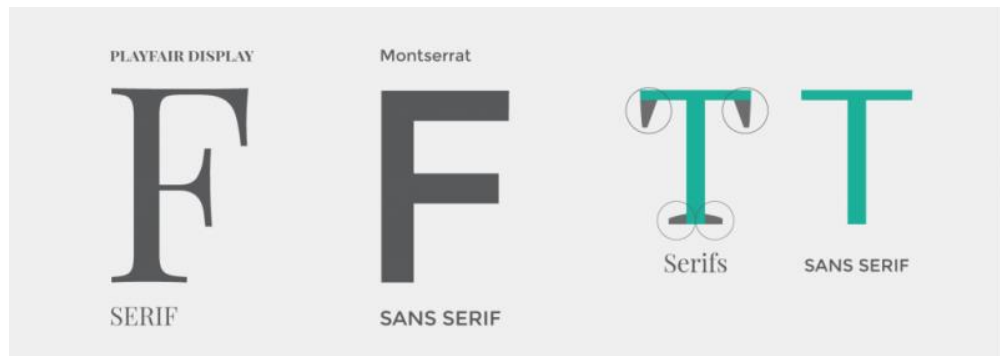 PLAYFAIR DISPLAY
F
SERIF
Montserrat
F
SANS SERIF
T
Serifs
T
SANS SERIF